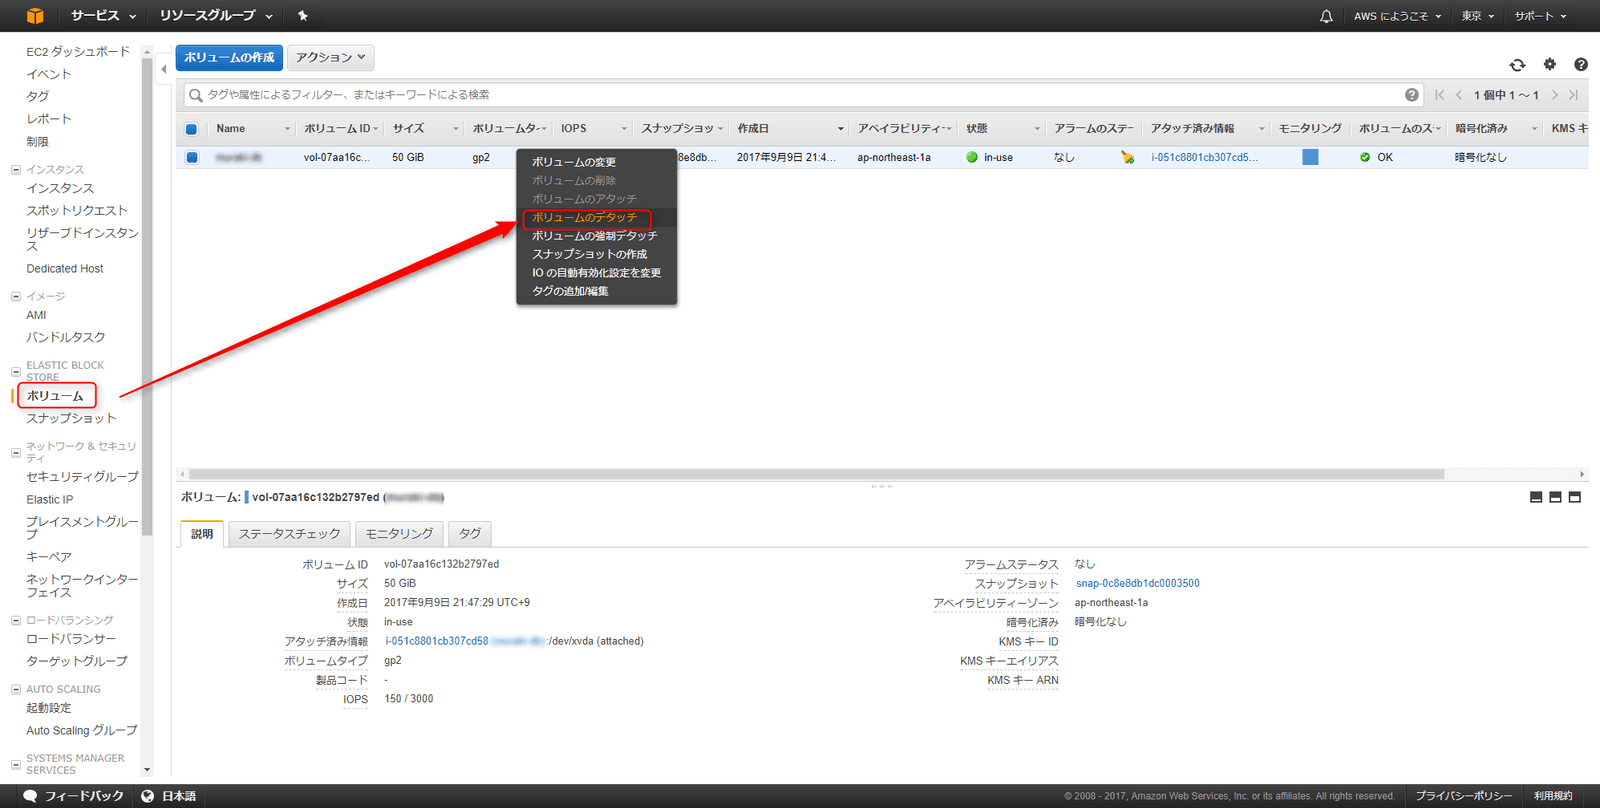 サービス リソースグループ AWS にようこそ 東京 サポート
EC2 ダッシュボード
イベント
タグ
レポート
制限
インスタンス
インスタンス
スポットリクエスト
リザーブドインスタン
ス
Dedicated Host
イメージ
AMI
バンドルタスク
ELASTIC BLOCK
STORE
ボリューム
スナップショット
ネットワーク & セキュリ
ティ
セキュリティグループ
Elastic IP
プレイスメントグルー
プ
キーペア
ネットワークインター
フェイス
ロードバランシング
ロードバランサー
ターゲットグループ
AUTO SCALING
起動設定
Auto Scaling グループ
SYSTEMS MANAGER
SERVICES
ボリュームの作成 アクション
タグや属性によるフィルター、またはキーワードによる検索 1 個中 1 ～ 1
Name ボリューム ID サイズ ボリュームタ- IOPS スナップショッ 作成日 アベイラビリティ- 状態 アラームのステー アタッチ済み情報 モニタリング ボリュームのス- 暗号化済み KMS キ
vol-07aa16c... 50 GiB gp2 c8e8db... 2017年9月9日 21:4... ap-northeast-1a in-use なし i-051c8801cb307cd5... OK 暗号化なし
ボリュームの変更
ボリュームの削除
ボリュームのアタッチ
ボリュームのデタッチ
ボリュームの強制デタッチ
スナップショットの作成
IO の自動有効化設定を変更
タグの追加/編集
ボリューム: vol-07aa16c132b2797ed
説明 ステータスチェック モニタリング タグ
ボリューム ID vol-07aa16c132b2797ed
サイズ 50 GiB
作成日 2017年9月9日 21:47:29 UTC+9
状態 in-use
アタッチ済み情報 i-051c8801cb307cd58 :/dev/xvda (attached)
ボリュームタイプ gp2
製品コード -
IOPS 150 / 3000
アラームステータス なし
スナップショット snap-0c8e8db1dc0003500
アベイラビリティーゾーン ap-northeast-1a
暗号化済み 暗号化なし
KMS キー ID
KMS キーエイリアス
KMS キー ARN
フィードバック 日本語 © 2008 - 2017, Amazon Web Services, Inc. or its affiliates. All rights reserved. プライバシーポリシー 利用規約